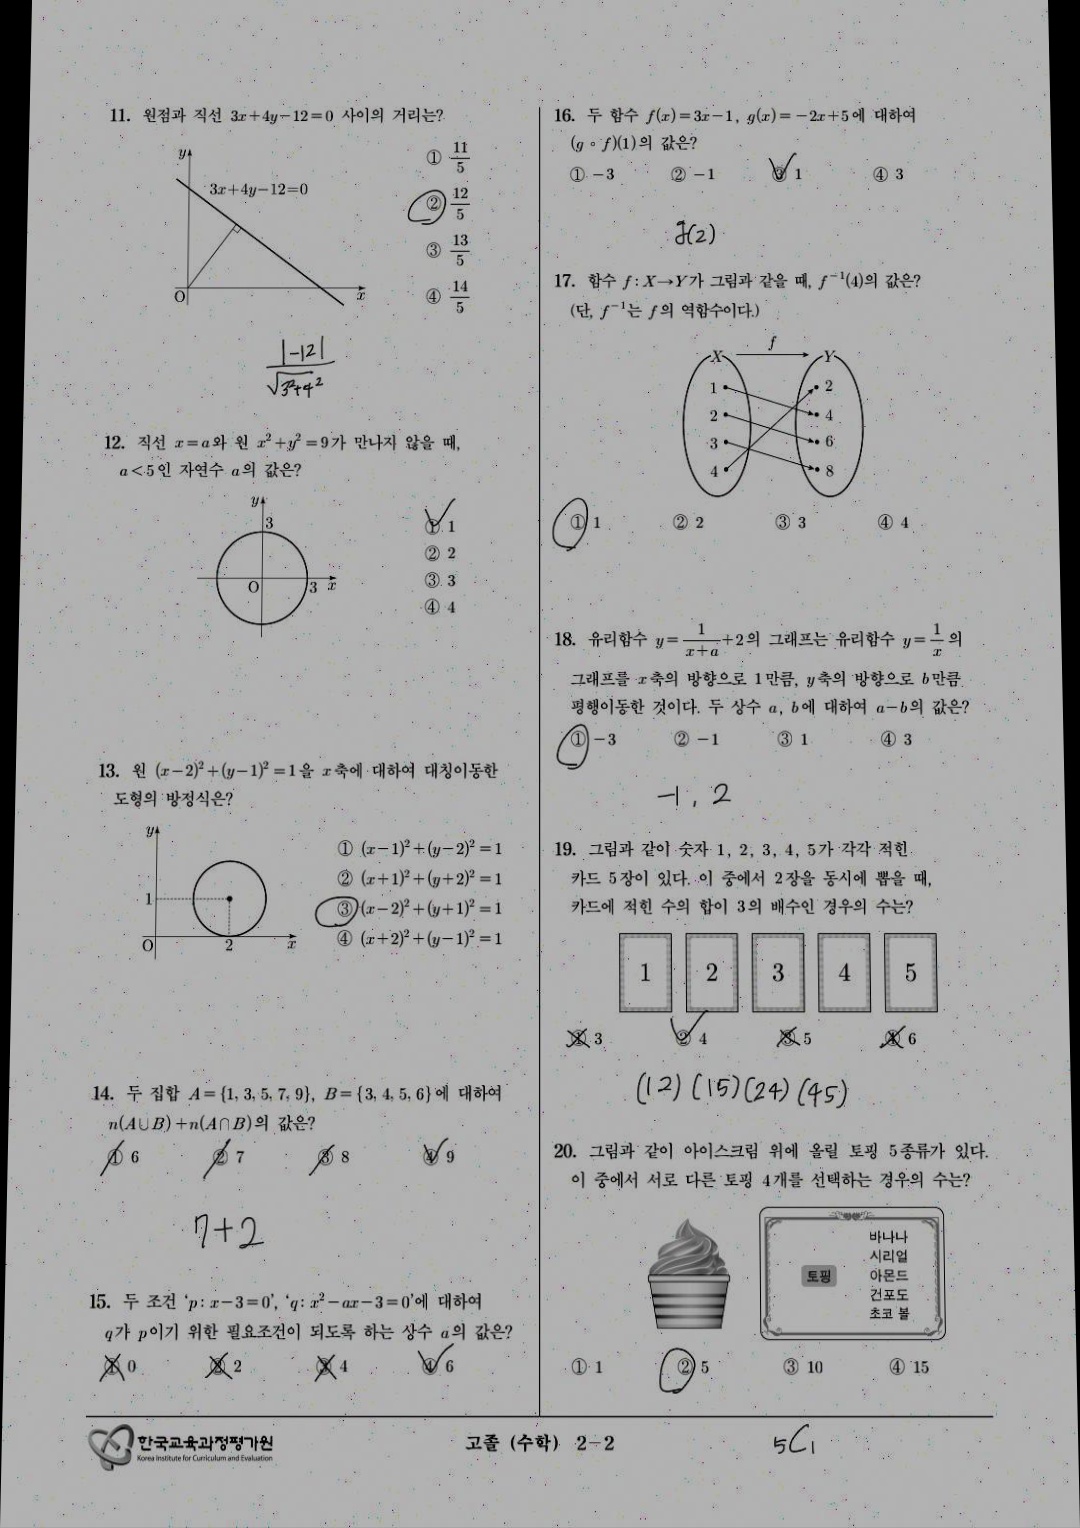 11. 원점과 직선 3x+4y-12=0 사이의 거리는?
y
3x+4y-12=0
O
x
① 11/5
② 12/5
③ 13/5
④ 14/5
|-12|
√3²+4²
12. 직선 x=a와 원 x²+y²=9가 만나지 않을 때,
a<5인 자연수 a의 값은?
y
3
O
3 x
① 1
② 2
③ 3
④ 4
13. 원 (x-2)²+(y-1)²=1을 x축에 대하여 대칭이동한
도형의 방정식은?
y
1
O
2
x
① (x-1)²+(y-2)²=1
② (x+1)²+(y+2)²=1
③ (x-2)²+(y+1)²=1
④ (x+2)²+(y-1)²=1
14. 두 집합 A={1, 3, 5, 7, 9}, B={3, 4, 5, 6}에 대하여
n(A∪B)+n(A∩B)의 값은?
① 6 ② 7 ③ 8 ④ 9
7+2
15. 두 조건 ‘p: x-3=0’, ‘q: x²-ax-3=0’에 대하여
q가 p이기 위한 필요조건이 되도록 하는 상수 a의 값은?
① 0 ② 2 ③ 4 ④ 6
16. 두 함수 f(x)=3x-1, g(x)=-2x+5에 대하여
(g∘f)(1)의 값은?
① -3 ② -1 ③ 1 ④ 3
(2)
17. 함수 f: X→Y가 그림과 같을 때, f⁻¹(4)의 값은?
(단, f⁻¹는 f의 역함수이다.)
f
X Y
1 2
2 4
3 6
4 8
① 1 ② 2 ③ 3 ④ 4
18. 유리함수 y=1/(x+a)+2의 그래프는 유리함수 y=1/x의
그래프를 x축의 방향으로 1만큼, y축의 방향으로 b만큼
평행이동한 것이다. 두 상수 a, b에 대하여 a-b의 값은?
① -3 ② -1 ③ 1 ④ 3
-1, 2
19. 그림과 같이 숫자 1, 2, 3, 4, 5가 각각 적힌
카드 5장이 있다. 이 중에서 2장을 동시에 뽑을 때,
카드에 적힌 수의 합이 3의 배수인 경우의 수는?
1 2 3 4 5
① 3 ② 4 ③ 5 ④ 6
(12) (15) (24) (45)
20. 그림과 같이 아이스크림 위에 올릴 토핑 5종류가 있다.
이 중에서 서로 다른 토핑 4개를 선택하는 경우의 수는?
토핑
바나나
시리얼
아몬드
건포도
초코 볼
① 1 ② 5 ③ 10 ④ 15
5C1
한국교육과정평가원
Korea Institute for Curriculum and Evaluation
고졸 (수학) 2-2